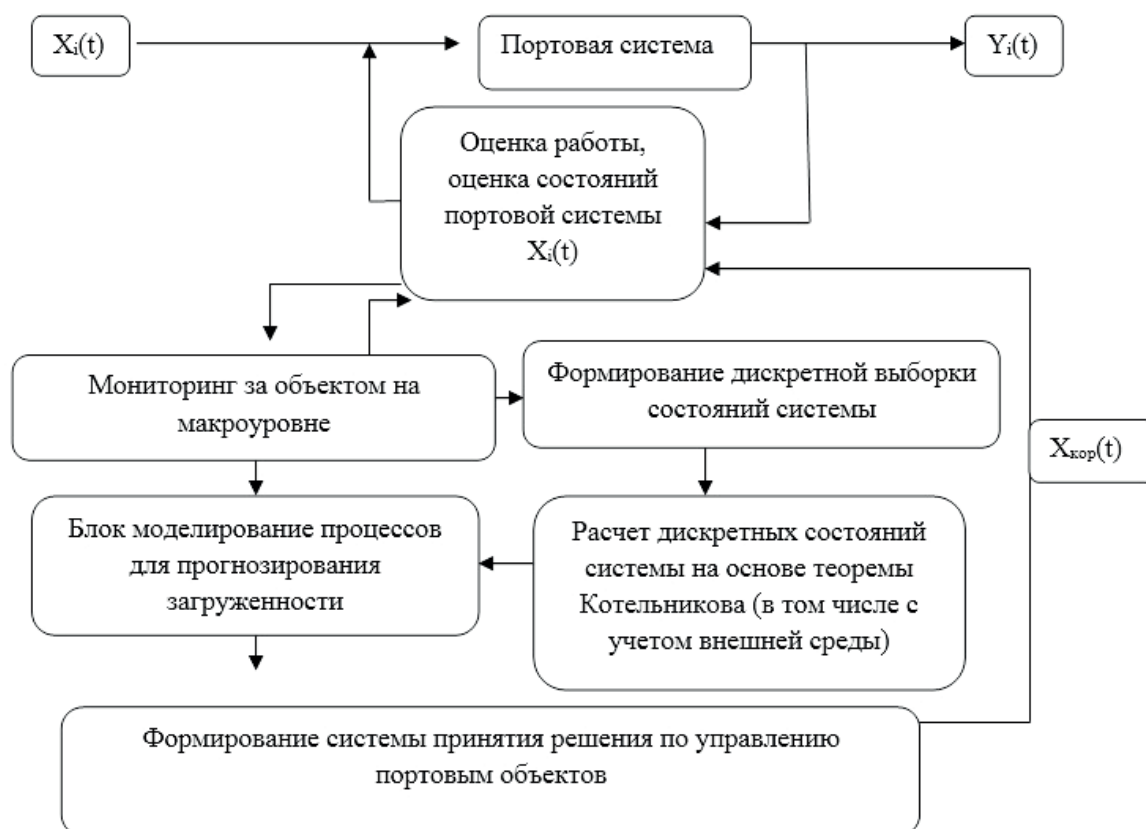 Xᵢ(t)
Портовая система
Yᵢ(t)
Оценка работы,
оценка состояний
портовой системы
Xᵢ(t)
Мониторинг за объектом на
макроуровне
Формирование дискретной выборки
состояний системы
Xкор(t)
Блок моделирование процессов
для прогнозирования
загруженности
Расчет дискретных состояний
системы на основе теоремы
Котельникова (в том числе с
учетом внешней среды)
Формирование системы принятия решения по управлению
портовым объектов